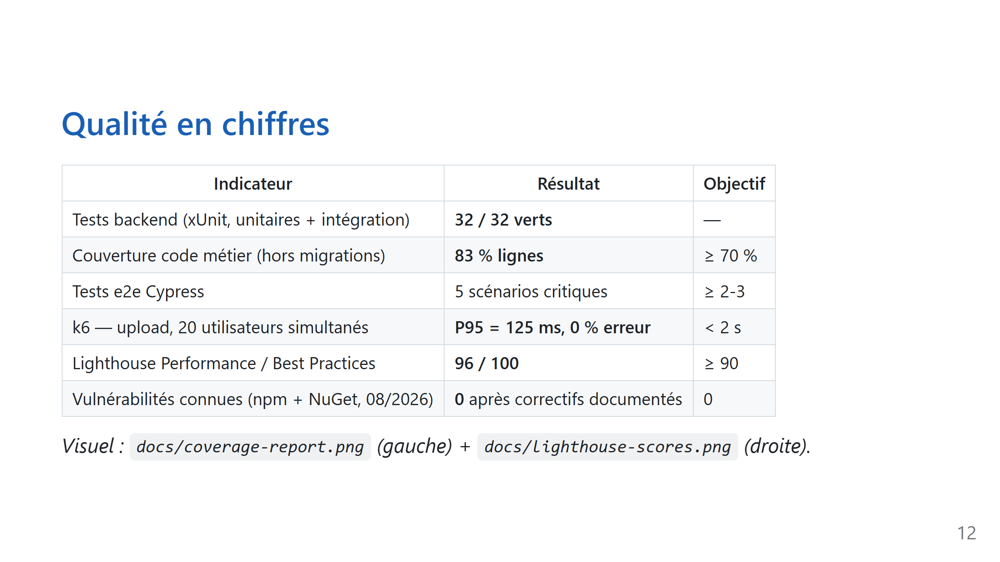 Qualité en chiffres
Indicateur Résultat Objectif
Tests backend (xUnit, unitaires + intégration) 32 / 32 verts —
Couverture code métier (hors migrations) 83 % lignes ≥ 70 %
Tests e2e Cypress 5 scénarios critiques ≥ 2-3
k6 — upload, 20 utilisateurs simultanés P95 = 125 ms, 0 % erreur < 2 s
Lighthouse Performance / Best Practices 96 / 100 ≥ 90
Vulnérabilités connues (npm + NuGet, 08/2026) 0 après correctifs documentés 0
Visuel : docs/coverage-report.png (gauche) + docs/lighthouse-scores.png (droite).
12